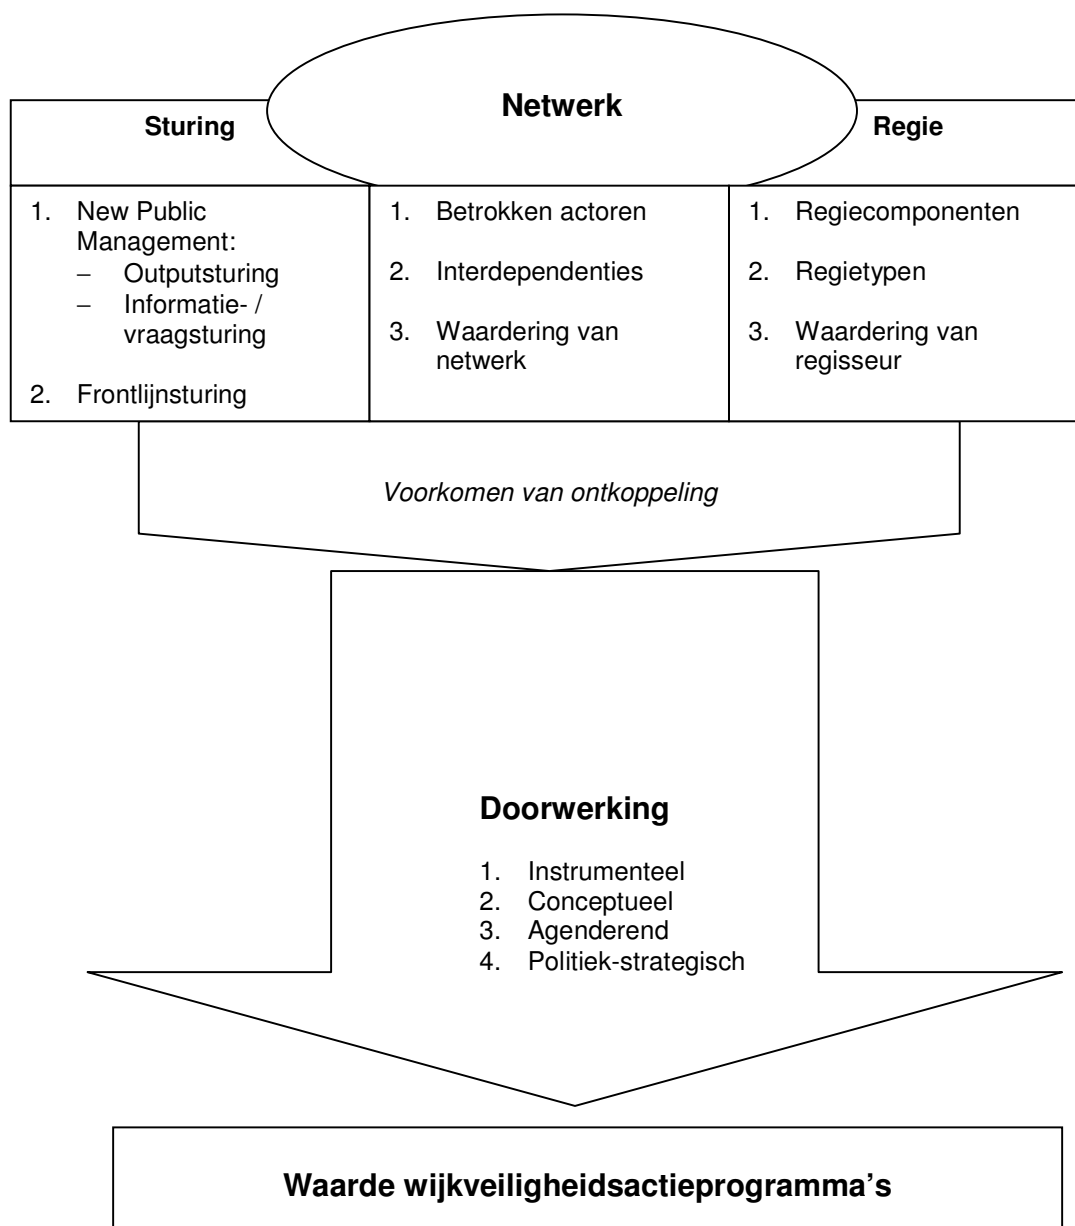 Netwerk
Sturing
Regie
1. New Public
Management:
– Outputsturing
– Informatie- /
vraagsturing
2. Frontlijnsturing
1. Betrokken actoren
2. Interdependenties
3. Waardering van
netwerk
1. Regiecomponenten
2. Regietypen
3. Waardering van
regisseur
Voorkomen van ontkoppeling
Doorwerking
1. Instrumenteel
2. Conceptueel
3. Agenderend
4. Politiek-strategisch
Waarde wijkveiligheidsactieprogramma’s